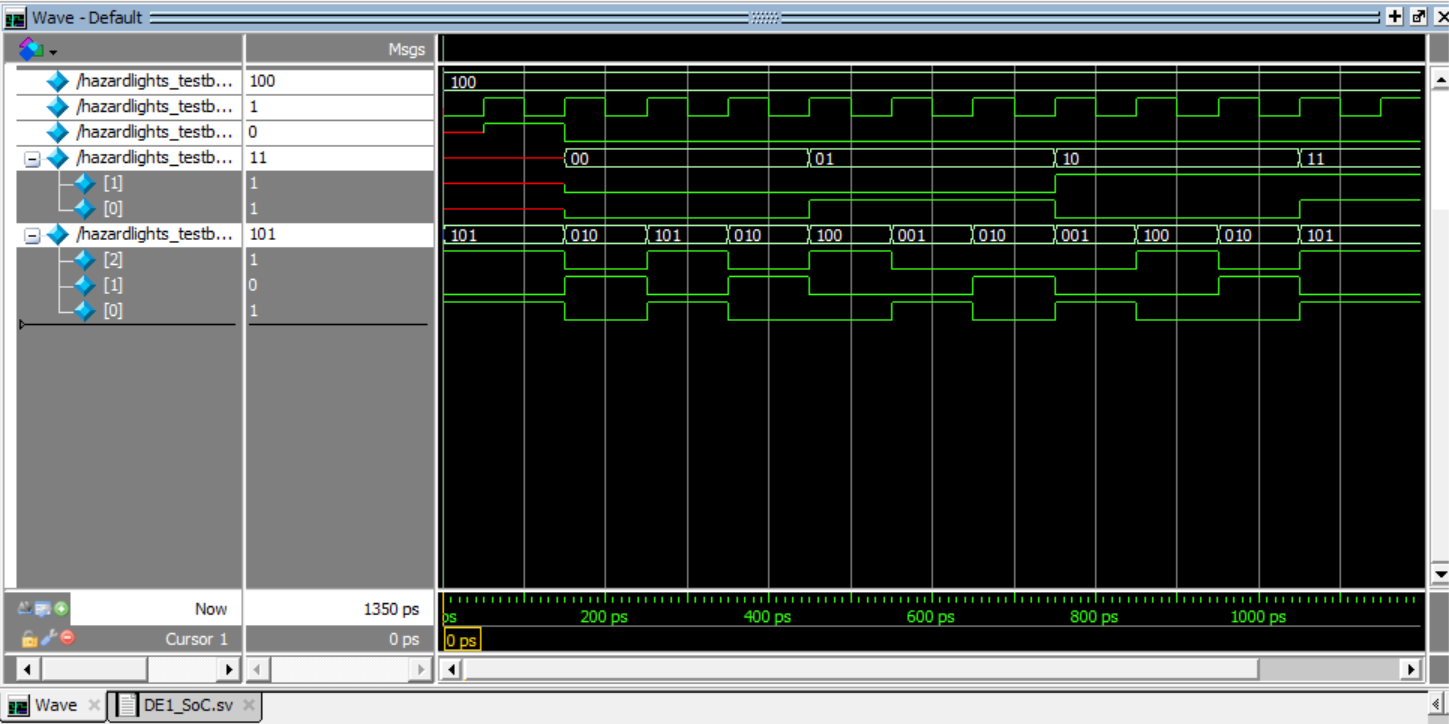 Wave - Default
Msgs
/hazardlights_testb... 100 100
/hazardlights_testb... 1
/hazardlights_testb... 0
/hazardlights_testb... 11 00 01 10 11
[1] 1
[0] 1
/hazardlights_testb... 101 101 010 101 010 100 001 010 001 100 010 101
[2] 1
[1] 0
[0] 1
Now 1350 ps ps 200 ps 400 ps 600 ps 800 ps 1000 ps
Cursor 1 0 ps 0 ps
Wave DE1_SoC.sv